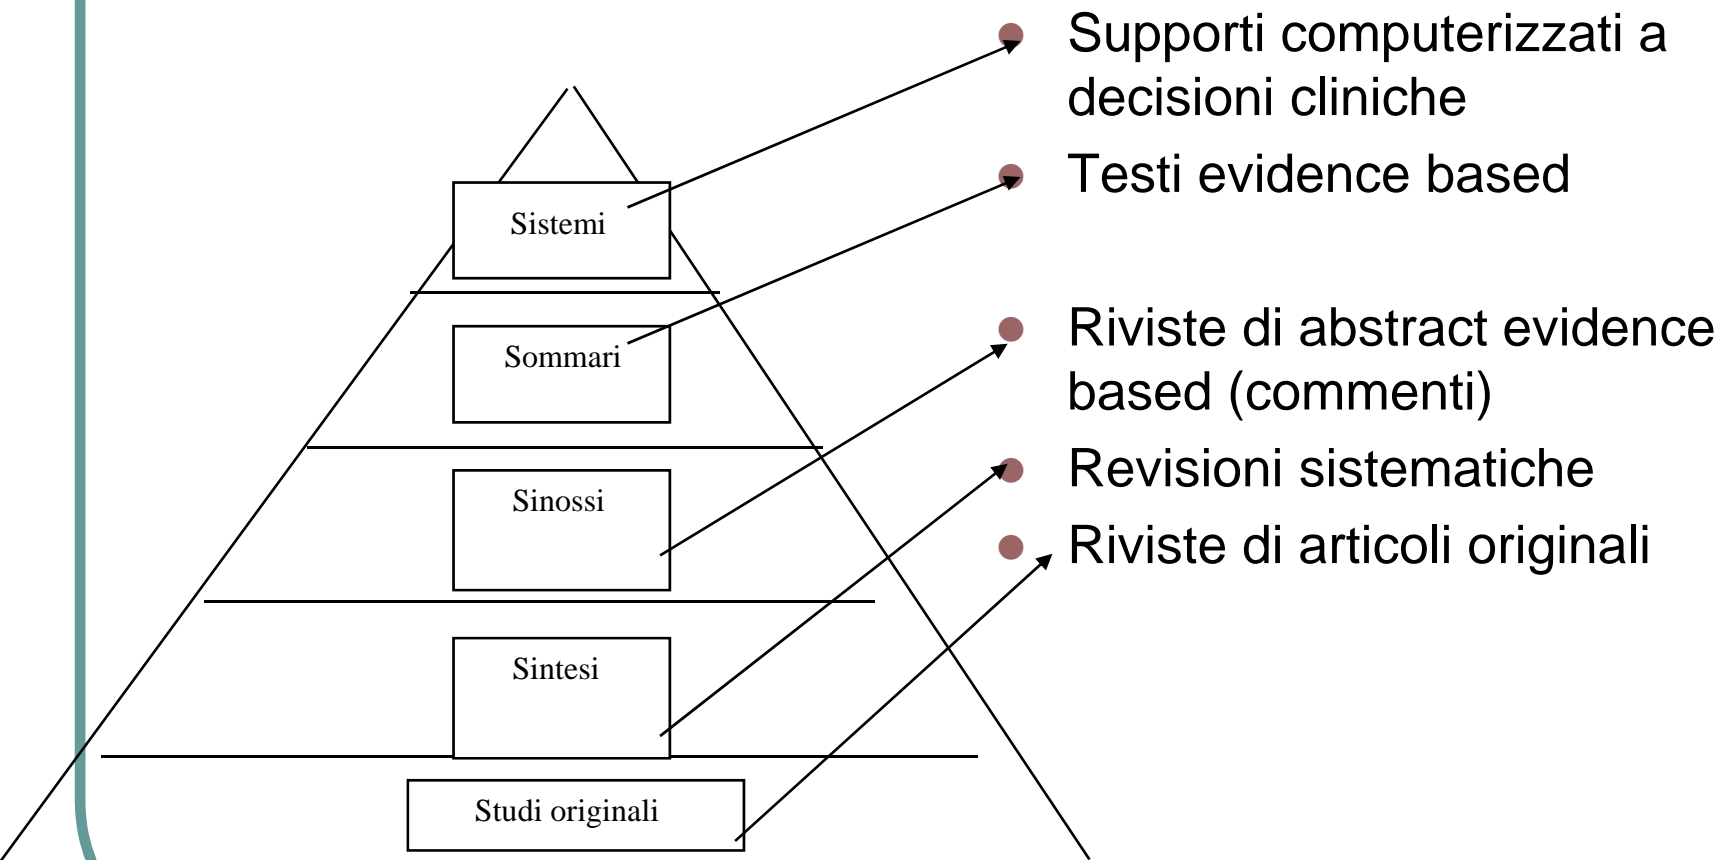 Supporti computerizzati a
decisioni cliniche
Testi evidence based
Riviste di abstract evidence
based (commenti)
Revisioni sistematiche
Riviste di articoli originali
Sistemi
Sommari
Sinossi
Sintesi
Studi originali